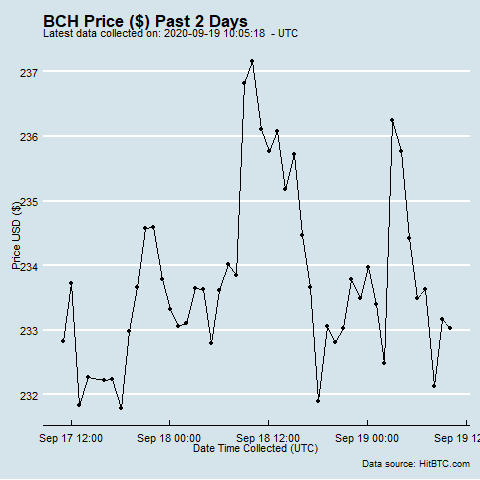 BCH Price ($) Past 2 Days
Latest data collected on: 2020-09-19 10:05:18  - UTC
237
236
235
234
233
232
Price USD ($)
Sep 17 12:00 Sep 18 00:00 Sep 18 12:00 Sep 19 00:00 Sep 19 12
Date Time Collected (UTC)
Data source: HitBTC.com